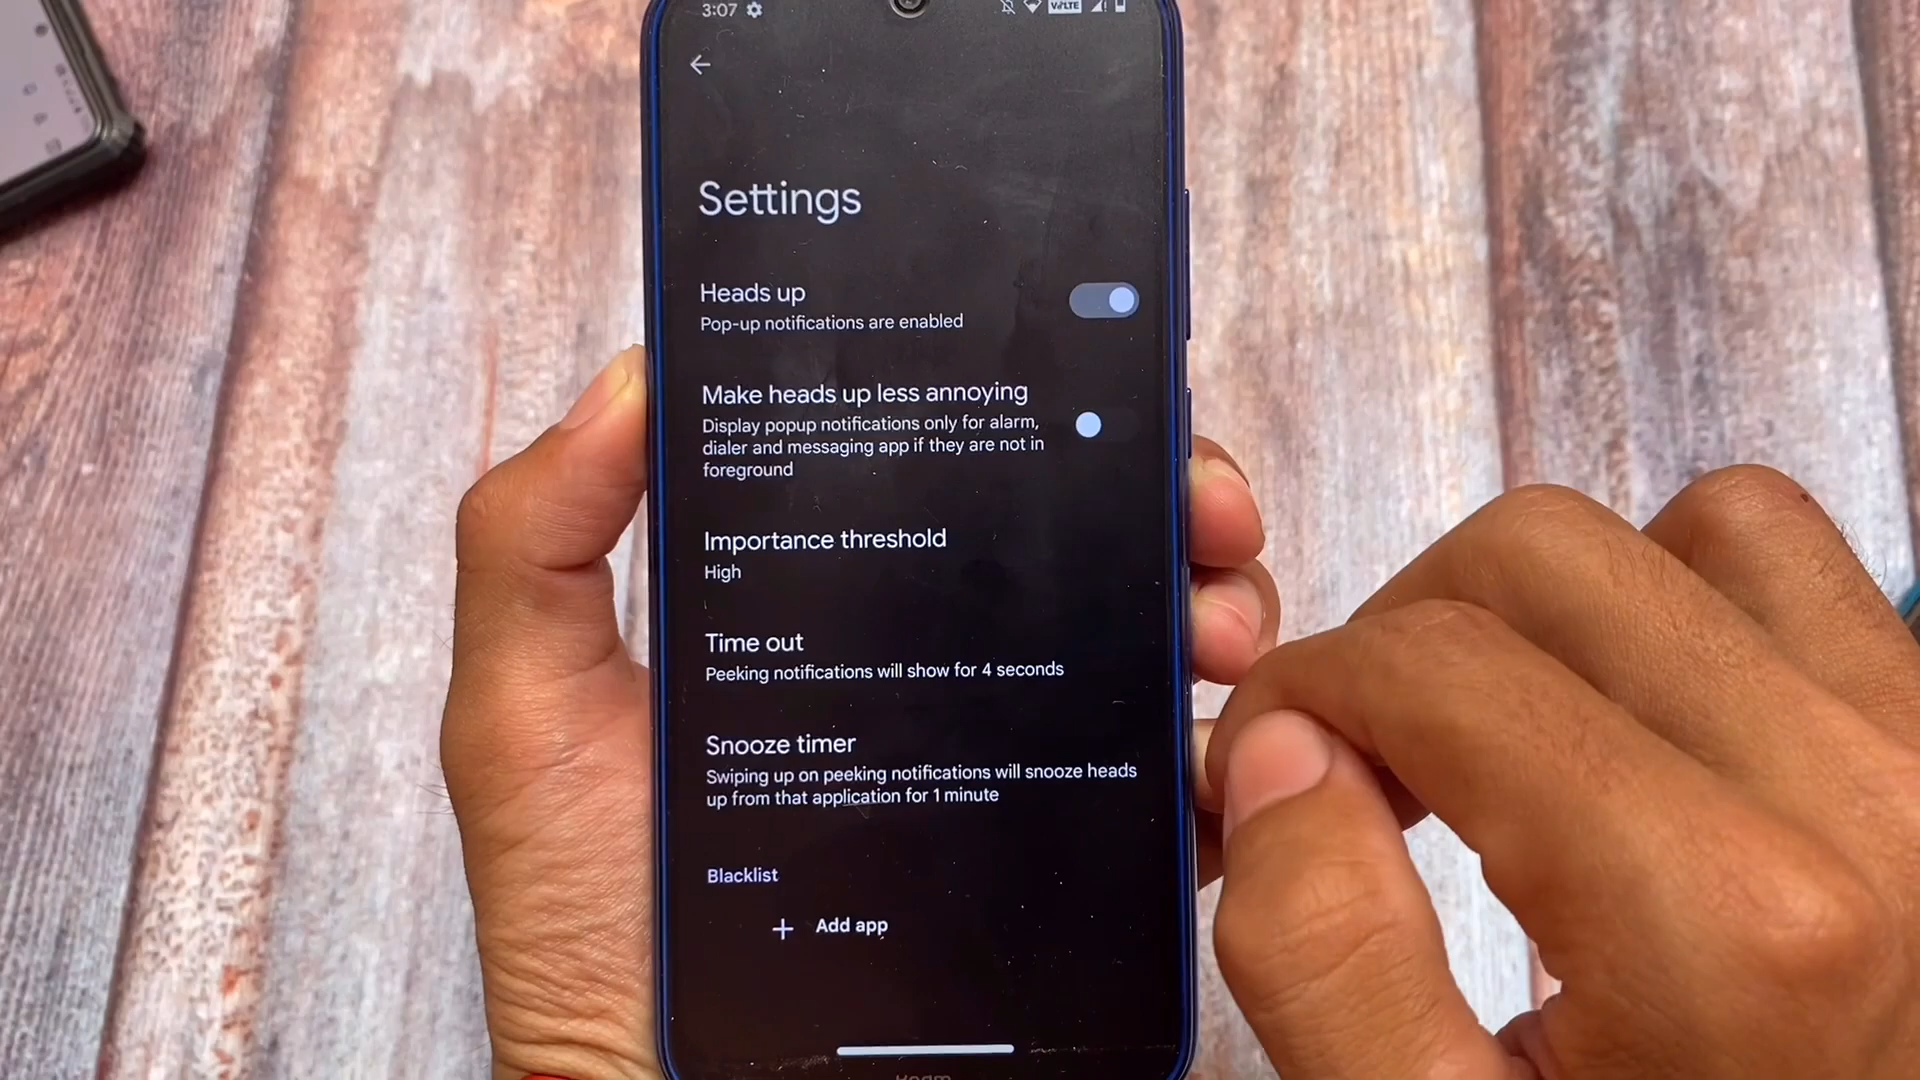 3:07
VoLTE
Settings
Heads up
Pop-up notifications are enabled
Make heads up less annoying
Display popup notifications only for alarm,
dialer and messaging app if they are not in
foreground
Importance threshold
High
Time out
Peeking notifications will show for 4 seconds
Snooze timer
Swiping up on peeking notifications will snooze heads
up from that application for 1 minute
Blacklist
+ Add app